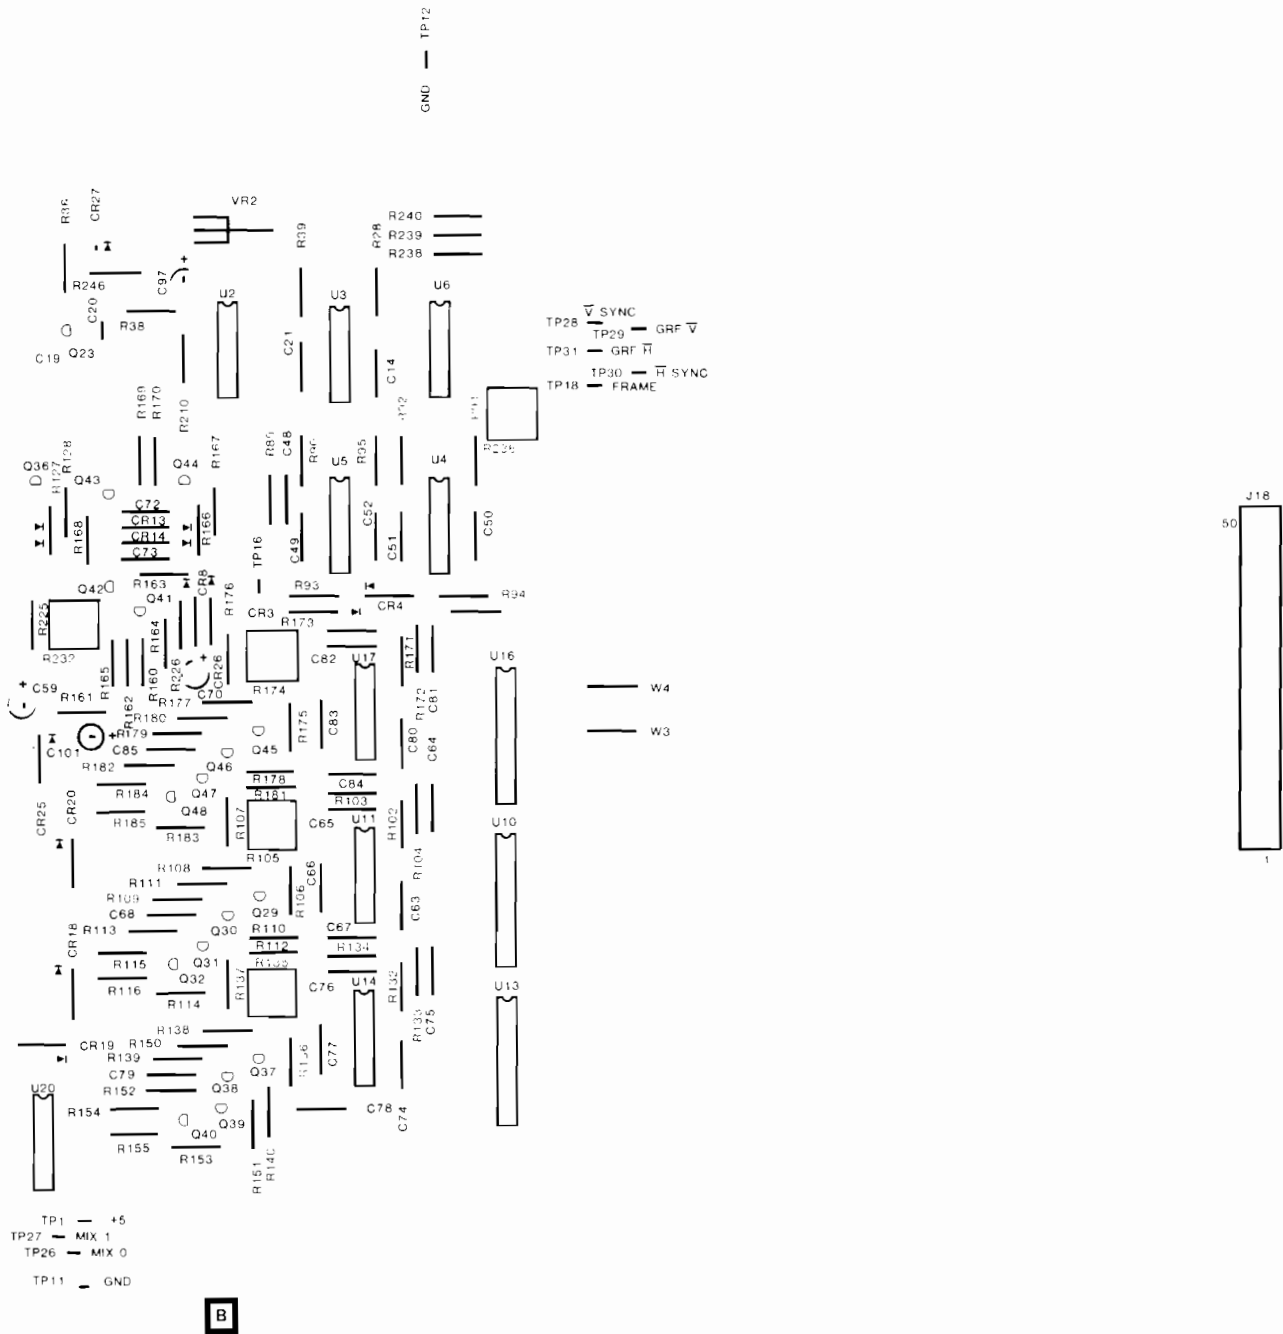 TP12
GND
R36
CR27
VR2
R39
R28
R240
R239
R238
R246
C97
U2
U3
U6
C20
R38
C19
Q23
C21
C14
V SYNC
TP28
TP29 GRF V
TP31 GRF H
TP30 H SYNC
TP18 FRAME
R169
R170
R210
R167
R89
C48
R90
R95
R92
R236
Q36
R127
R128
Q43
Q44
U5
U4
C72
CR13
CR14
C73
R168
R166
C49
C52
C51
C50
J18
50
1
TP16
R163
Q42
Q41
CR8
R176
R93
CR3
CR4
R94
R173
R225
R232
R164
R165
R162
R160
R226
CR26
C70
R174
C82
U17
R171
R172
C81
U16
W4
W3
C59
R161
C101
R177
R180
R179
C85
R182
Q45
R175
C83
C80
C64
Q46
R178
R181
C84
R103
Q47
R184
R185
Q48
R183
CR25
CR20
R107
C65
U11
R102
U10
R105
R104
R108
R111
R109
C68
R113
Q29
R106
C66
C63
Q30
R110
R112
C67
R134
CR18
R115
Q31
Q32
R116
R114
R137
R135
C76
U14
R132
R133
C75
U13
R138
R150
CR19
R139
C79
R152
Q37
R136
C77
Q38
U20
R154
Q39
Q40
R155
R153
R151
R140
C78
C74
TP1 +5
TP27 MIX 1
TP26 MIX 0
TP11 GND
B